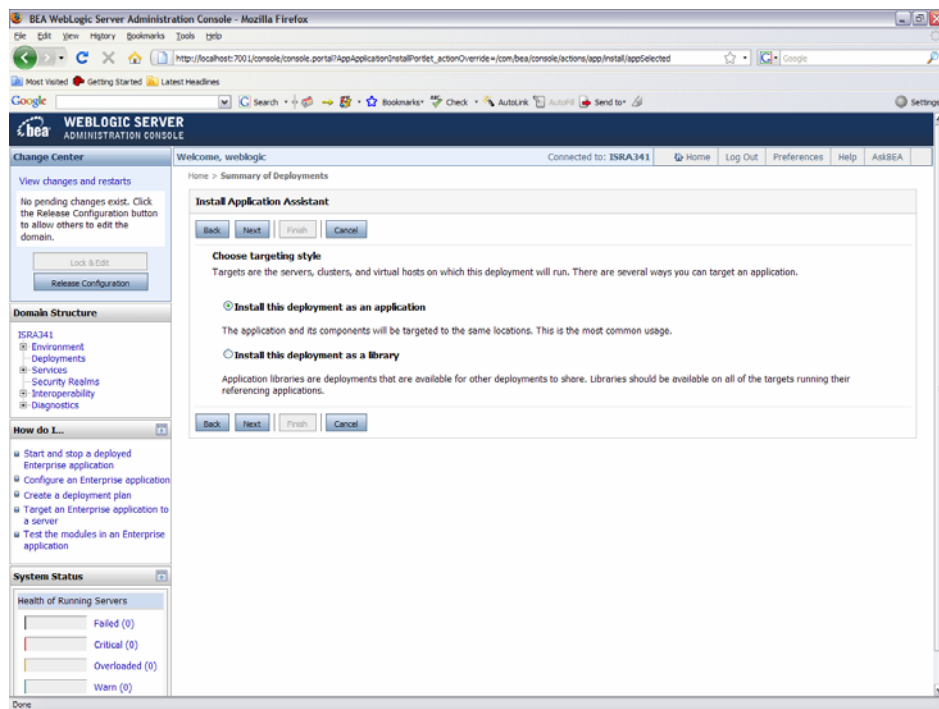 BEA WebLogic Server Administration Console - Mozilla Firefox
File Edit View History Bookmarks Tools Help
http://localhost:7001/console/console.portal?AppApplicationInstallPortlet_actionOverride=/com/bea/console/actions/app/install/appSelected
Google
Most Visited Getting Started Latest Headlines
Google Search Bookmarks Check AutoLink AutoFill Send to Settings
bea WEBLOGIC SERVER
ADMINISTRATION CONSOLE
Change Center
View changes and restarts
No pending changes exist. Click
the Release Configuration button
to allow others to edit the
domain.
Lock & Edit
Release Configuration
Domain Structure
ISRA341
Environment
Deployments
Services
Security Realms
Interoperability
Diagnostics
How do I...
Start and stop a deployed
Enterprise application
Configure an Enterprise application
Create a deployment plan
Target an Enterprise application to
a server
Test the modules in an Enterprise
application
System Status
Health of Running Servers
Failed (0)
Critical (0)
Overloaded (0)
Warn (0)
Welcome, weblogic
Connected to: ISRA341
Home Log Out Preferences Help AskBEA
Home > Summary of Deployments
Install Application Assistant
Back Next Finish Cancel
Choose targeting style
Targets are the servers, clusters, and virtual hosts on which this deployment will run. There are several ways you can target an application.
Install this deployment as an application
The application and its components will be targeted to the same locations. This is the most common usage.
Install this deployment as a library
Application libraries are deployments that are available for other deployments to share. Libraries should be available on all of the targets running their
referencing applications.
Back Next Finish Cancel
Done